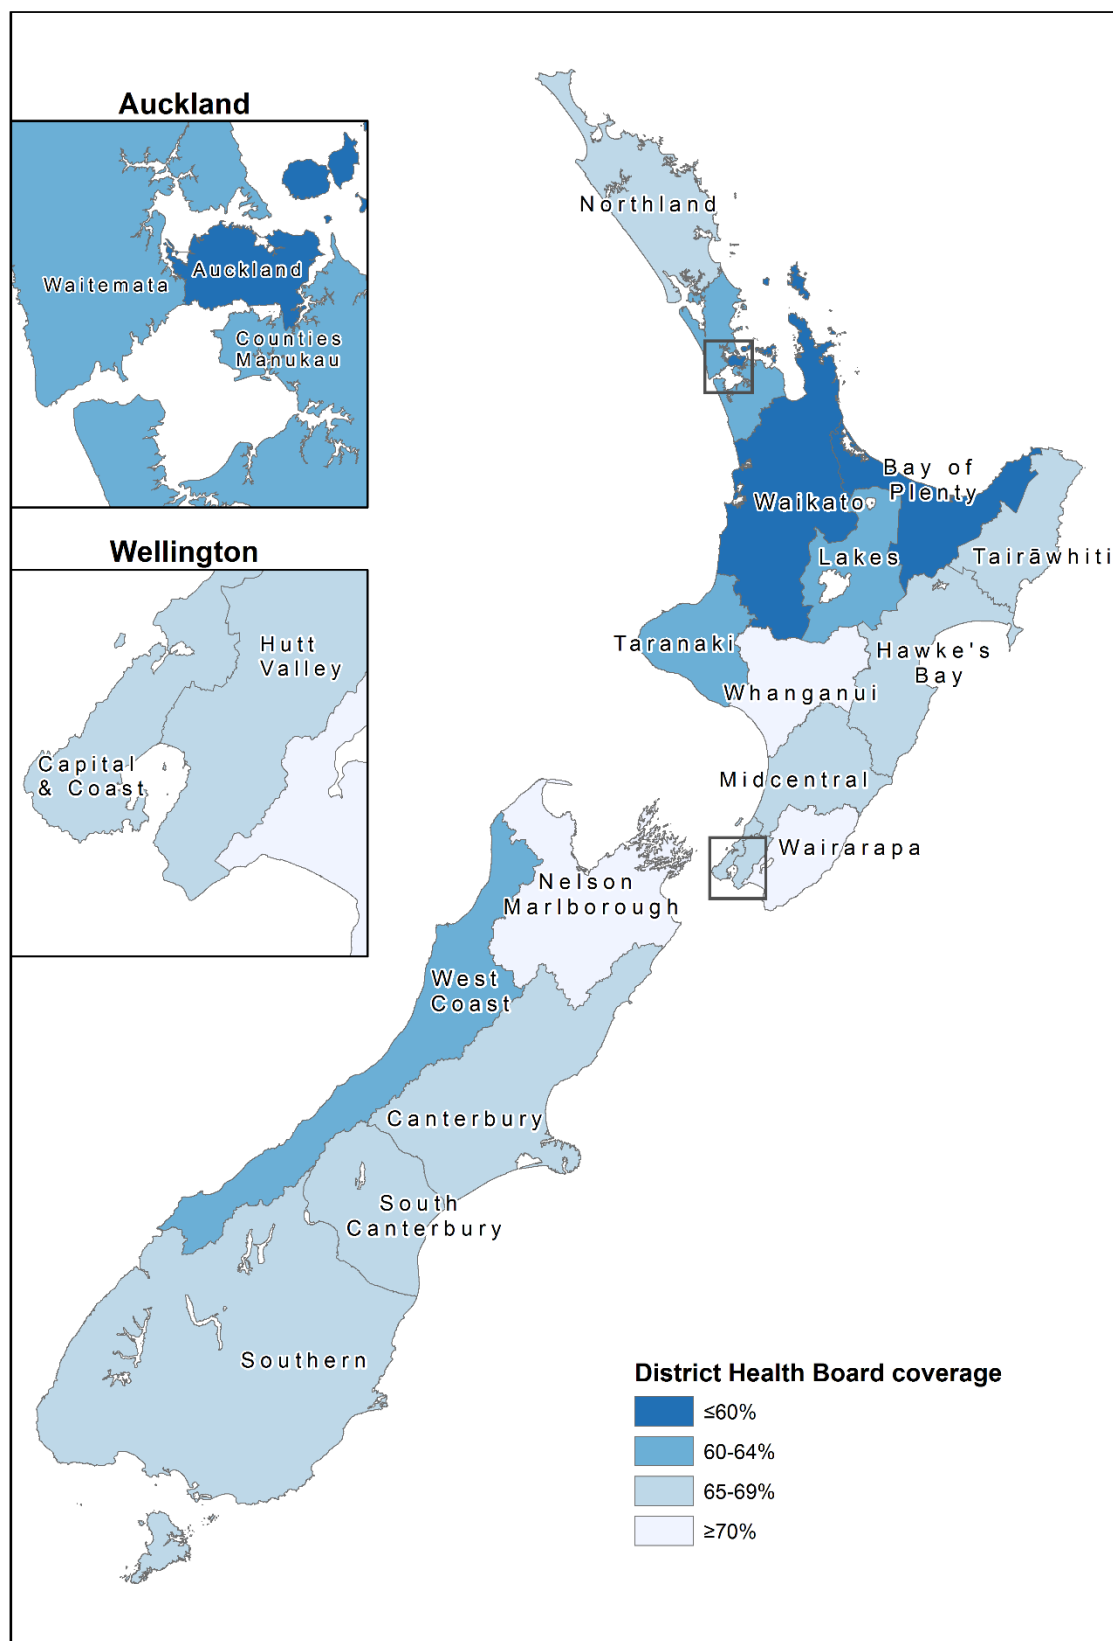 Auckland
Waitemata
Auckland
Counties
Manukau
Wellington
Hutt
Valley
Capital
& Coast
Northland
Bay of
Plenty
Waikato
Lakes
Tairāwhiti
Taranaki
Hawke's
Bay
Whanganui
Midcentral
Wairarapa
Nelson
Marlborough
West
Coast
Canterbury
South
Canterbury
Southern
District Health Board coverage
≤60%
60-64%
65-69%
≥70%